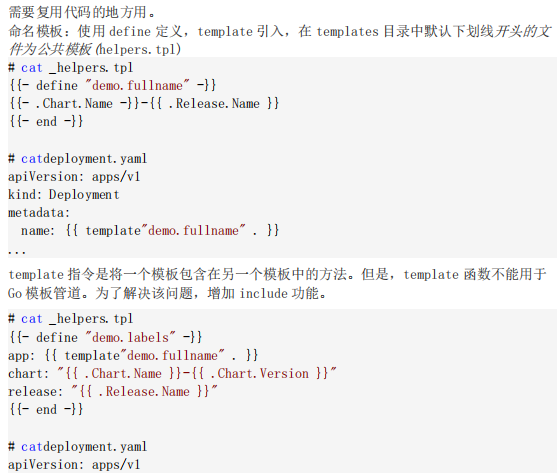 需要复用代码的地方用。
命名模板：使用 define 定义，template 引入，在 templates 目录中默认下划线开头的文
件为公共模板(helpers.tpl)
# cat _helpers.tpl
{{- define "demo.fullname" -}}
{{- .Chart.Name -}}-{{ .Release.Name }}
{{- end -}}
# catdeployment.yaml
apiVersion: apps/v1
kind: Deployment
metadata:
  name: {{ template"demo.fullname" . }}
...
template 指令是将一个模板包含在另一个模板中的方法。但是，template 函数不能用于
Go 模板管道。为了解决该问题，增加 include 功能。
# cat _helpers.tpl
{{- define "demo.labels" -}}
app: {{ template"demo.fullname" . }}
chart: "{{ .Chart.Name }}-{{ .Chart.Version }}"
release: "{{ .Release.Name }}"
{{- end -}}
# catdeployment.yaml
apiVersion: apps/v1